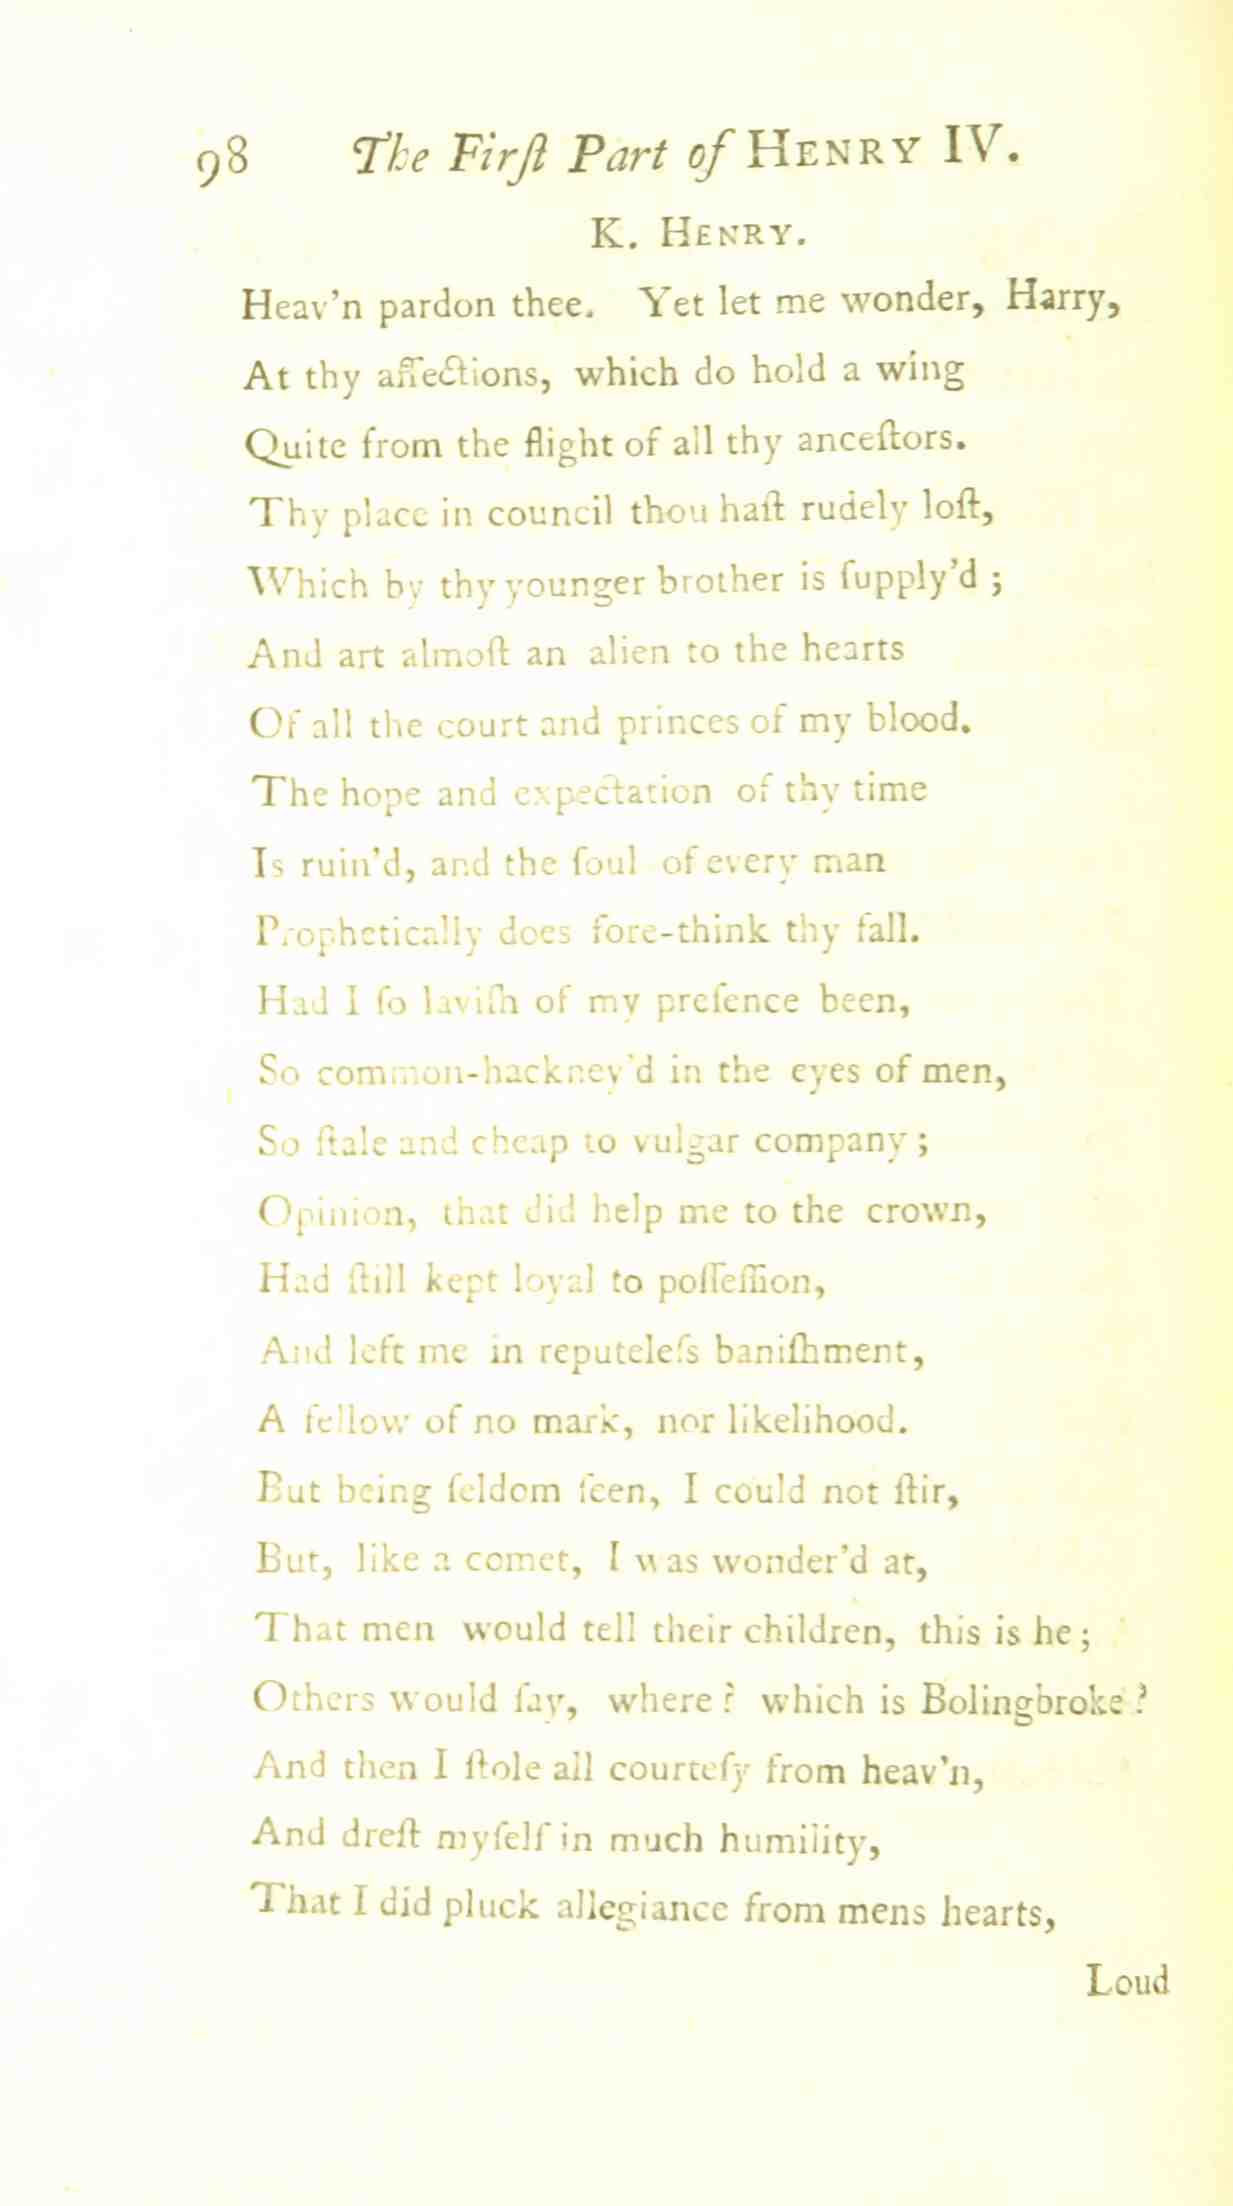 98 The Firſt Part of HENRY IV.
K. HENRY.
Heav'n pardon thee. Yet let me wonder, Harry,
At thy affections, which do hold a wing
Quite from the flight of all thy anceſtors.
Thy place in council thou haſt rudely loſt,
Which by thy younger brother is ſupply'd ;
And art almoſt an alien to the hearts
Of all the court and princes of my blood.
The hope and expectation of thy time
Is ruin'd, and the ſoul of every man
Prophetically does fore-think thy fall.
Had I ſo laviſh of my preſence been,
So common-hackney'd in the eyes of men,
So ſtale and cheap to vulgar company ;
Opinion, that did help me to the crown,
Had ſtill kept loyal to poſſeſſion,
And left me in reputeleſs baniſhment,
A fellow of no mark, nor likelihood.
But being ſeldom ſeen, I could not ſtir,
But, like a comet, I was wonder'd at,
That men would tell their children, this is he ;
Others would ſay, where ? which is Bolingbroke ?
And then I ſtole all courteſy from heav'n,
And dreſt myſelf in much humility,
That I did pluck allegiance from mens hearts,
Loud